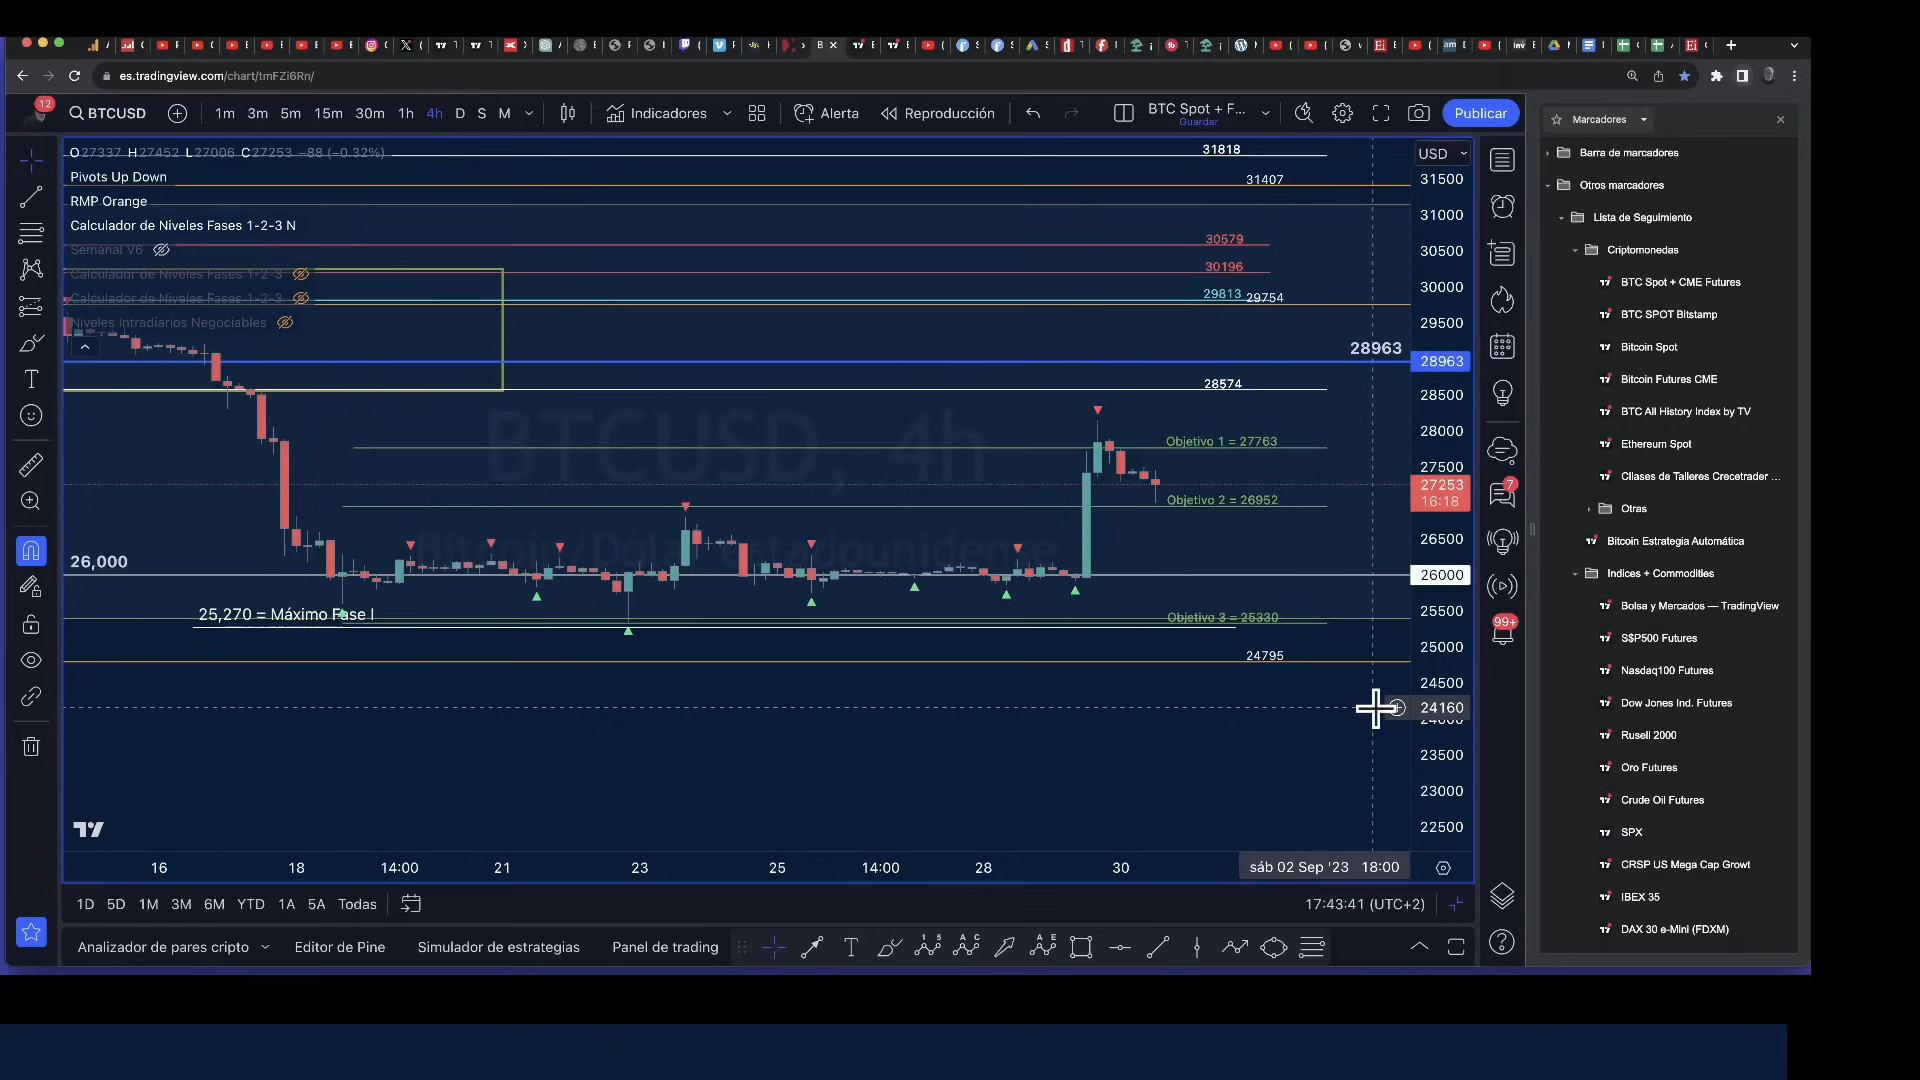 es.tradingview.com/chart/tmFZi6Rn/
12
BTCUSD
1m 3m 5m 15m 30m 1h 4h D S M
Indicadores
Alerta
Reproducción
BTC Spot + F...
Guardar
Publicar
O27337 H27452 L27006 C27253 −88 (−0.32%)
Pivots Up Down
RMP Orange
Calculador de Niveles Fases 1-2-3 N
Semanal V6
Calculador de Niveles Fases 1-2-3
Calculador de Niveles Fases 1-2-3
Niveles Intradiarios Negociables
BTCUSD, 4h
31818
31407
30579
30196
29813
29754
28963
28574
Objetivo 1 = 27763
Objetivo 2 = 26952
26,000
25,270 = Máximo Fase I
Objetivo 3 = 25330
24795
USD
31500
31000
30500
30000
29500
28963
28500
28000
27500
27253
16:18
26500
26000
25500
25000
24500
24160
23500
23000
22500
16 18 14:00 21 23 25 14:00 28 30
sáb 02 Sep '23 18:00
1D 5D 1M 3M 6M YTD 1A 5A Todas
17:43:41 (UTC+2)
Analizador de pares cripto
Editor de Pine
Simulador de estrategias
Panel de trading
7
99+
Marcadores
Barra de marcadores
Otros marcadores
Lista de Seguimiento
Criptomonedas
BTC Spot + CME Futures
BTC SPOT Bitstamp
Bitcoin Spot
Bitcoin Futures CME
BTC All History Index by TV
Ethereum Spot
Cllases de Talleres Crecetrader ...
Otras
Bitcoin Estrategia Automática
Indices + Commodities
Bolsa y Mercados — TradingView
S$P500 Futures
Nasdaq100 Futures
Dow Jones Ind. Futures
Rusell 2000
Oro Futures
Crude Oil Futures
SPX
CRSP US Mega Cap Growt
IBEX 35
DAX 30 e-Mini (FDXM)